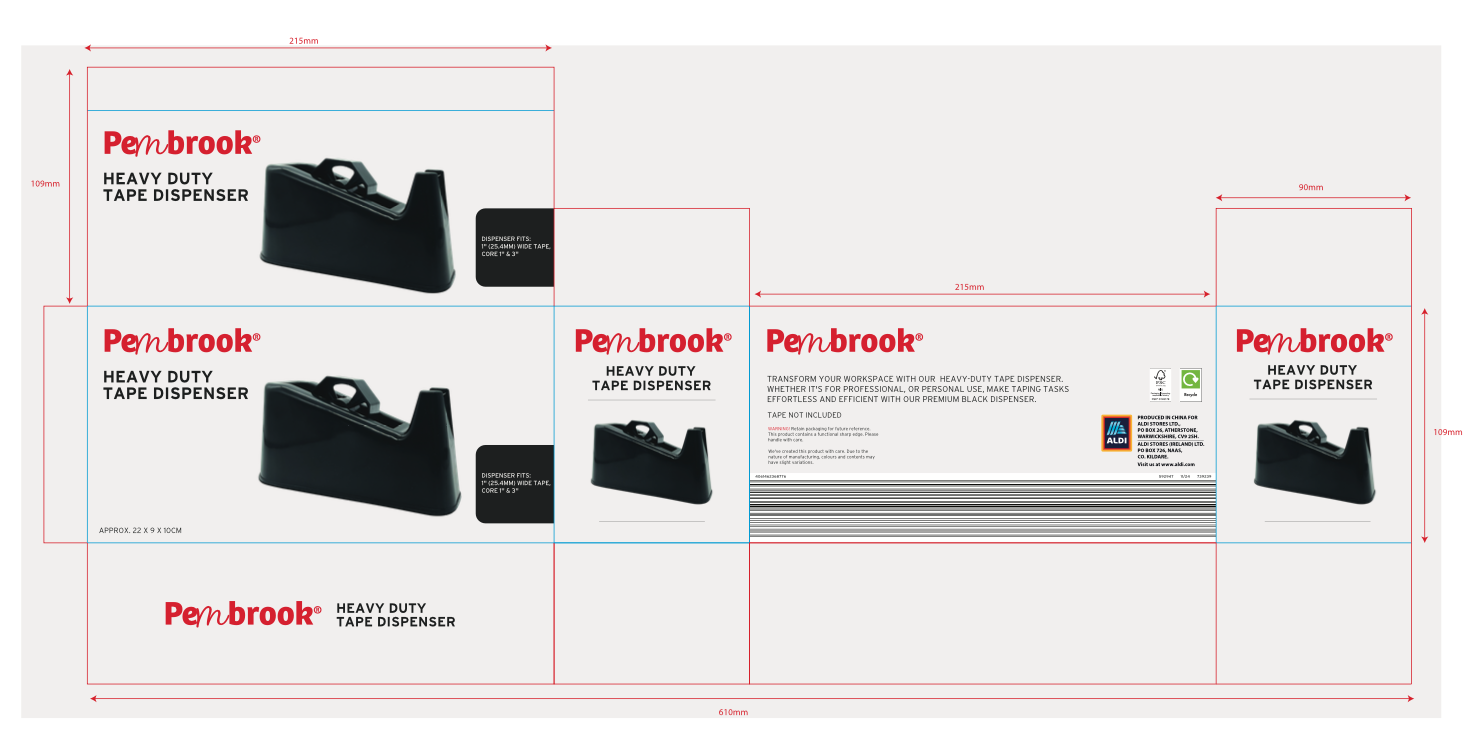 215mm
109mm
Pembrook®
HEAVY DUTY
TAPE DISPENSER
DISPENSER FITS:
1" (25.4MM) WIDE TAPE,
CORE 1" & 3"
90mm
215mm
Pembrook®
HEAVY DUTY
TAPE DISPENSER
DISPENSER FITS:
1" (25.4MM) WIDE TAPE,
CORE 1" & 3"
APPROX. 22 X 9 X 10CM
Pembrook®
HEAVY DUTY
TAPE DISPENSER
Pembrook®
TRANSFORM YOUR WORKSPACE WITH OUR HEAVY-DUTY TAPE DISPENSER.
WHETHER IT'S FOR PROFESSIONAL, OR PERSONAL USE, MAKE TAPING TASKS
EFFORTLESS AND EFFICIENT WITH OUR PREMIUM BLACK DISPENSER.
TAPE NOT INCLUDED
WARNING! Retain packaging for future reference.
This product contains a functional sharp edge. Please
handle with care.
We've created this product with care. Due to the
nature of manufacturing, colours and contents may
have slight variations.
FSC
Recycle
ALDI
PRODUCED IN CHINA FOR
ALDI STORES LTD.,
PO BOX 26, ATHERSTONE,
WARWICKSHIRE, CV9 2SH.
ALDI STORES (IRELAND) LTD.
PO BOX 726, NAAS,
CO. KILDARE.
Visit us at www.aldi.com
Pembrook®
HEAVY DUTY
TAPE DISPENSER
109mm
Pembrook®
HEAVY DUTY
TAPE DISPENSER
610mm